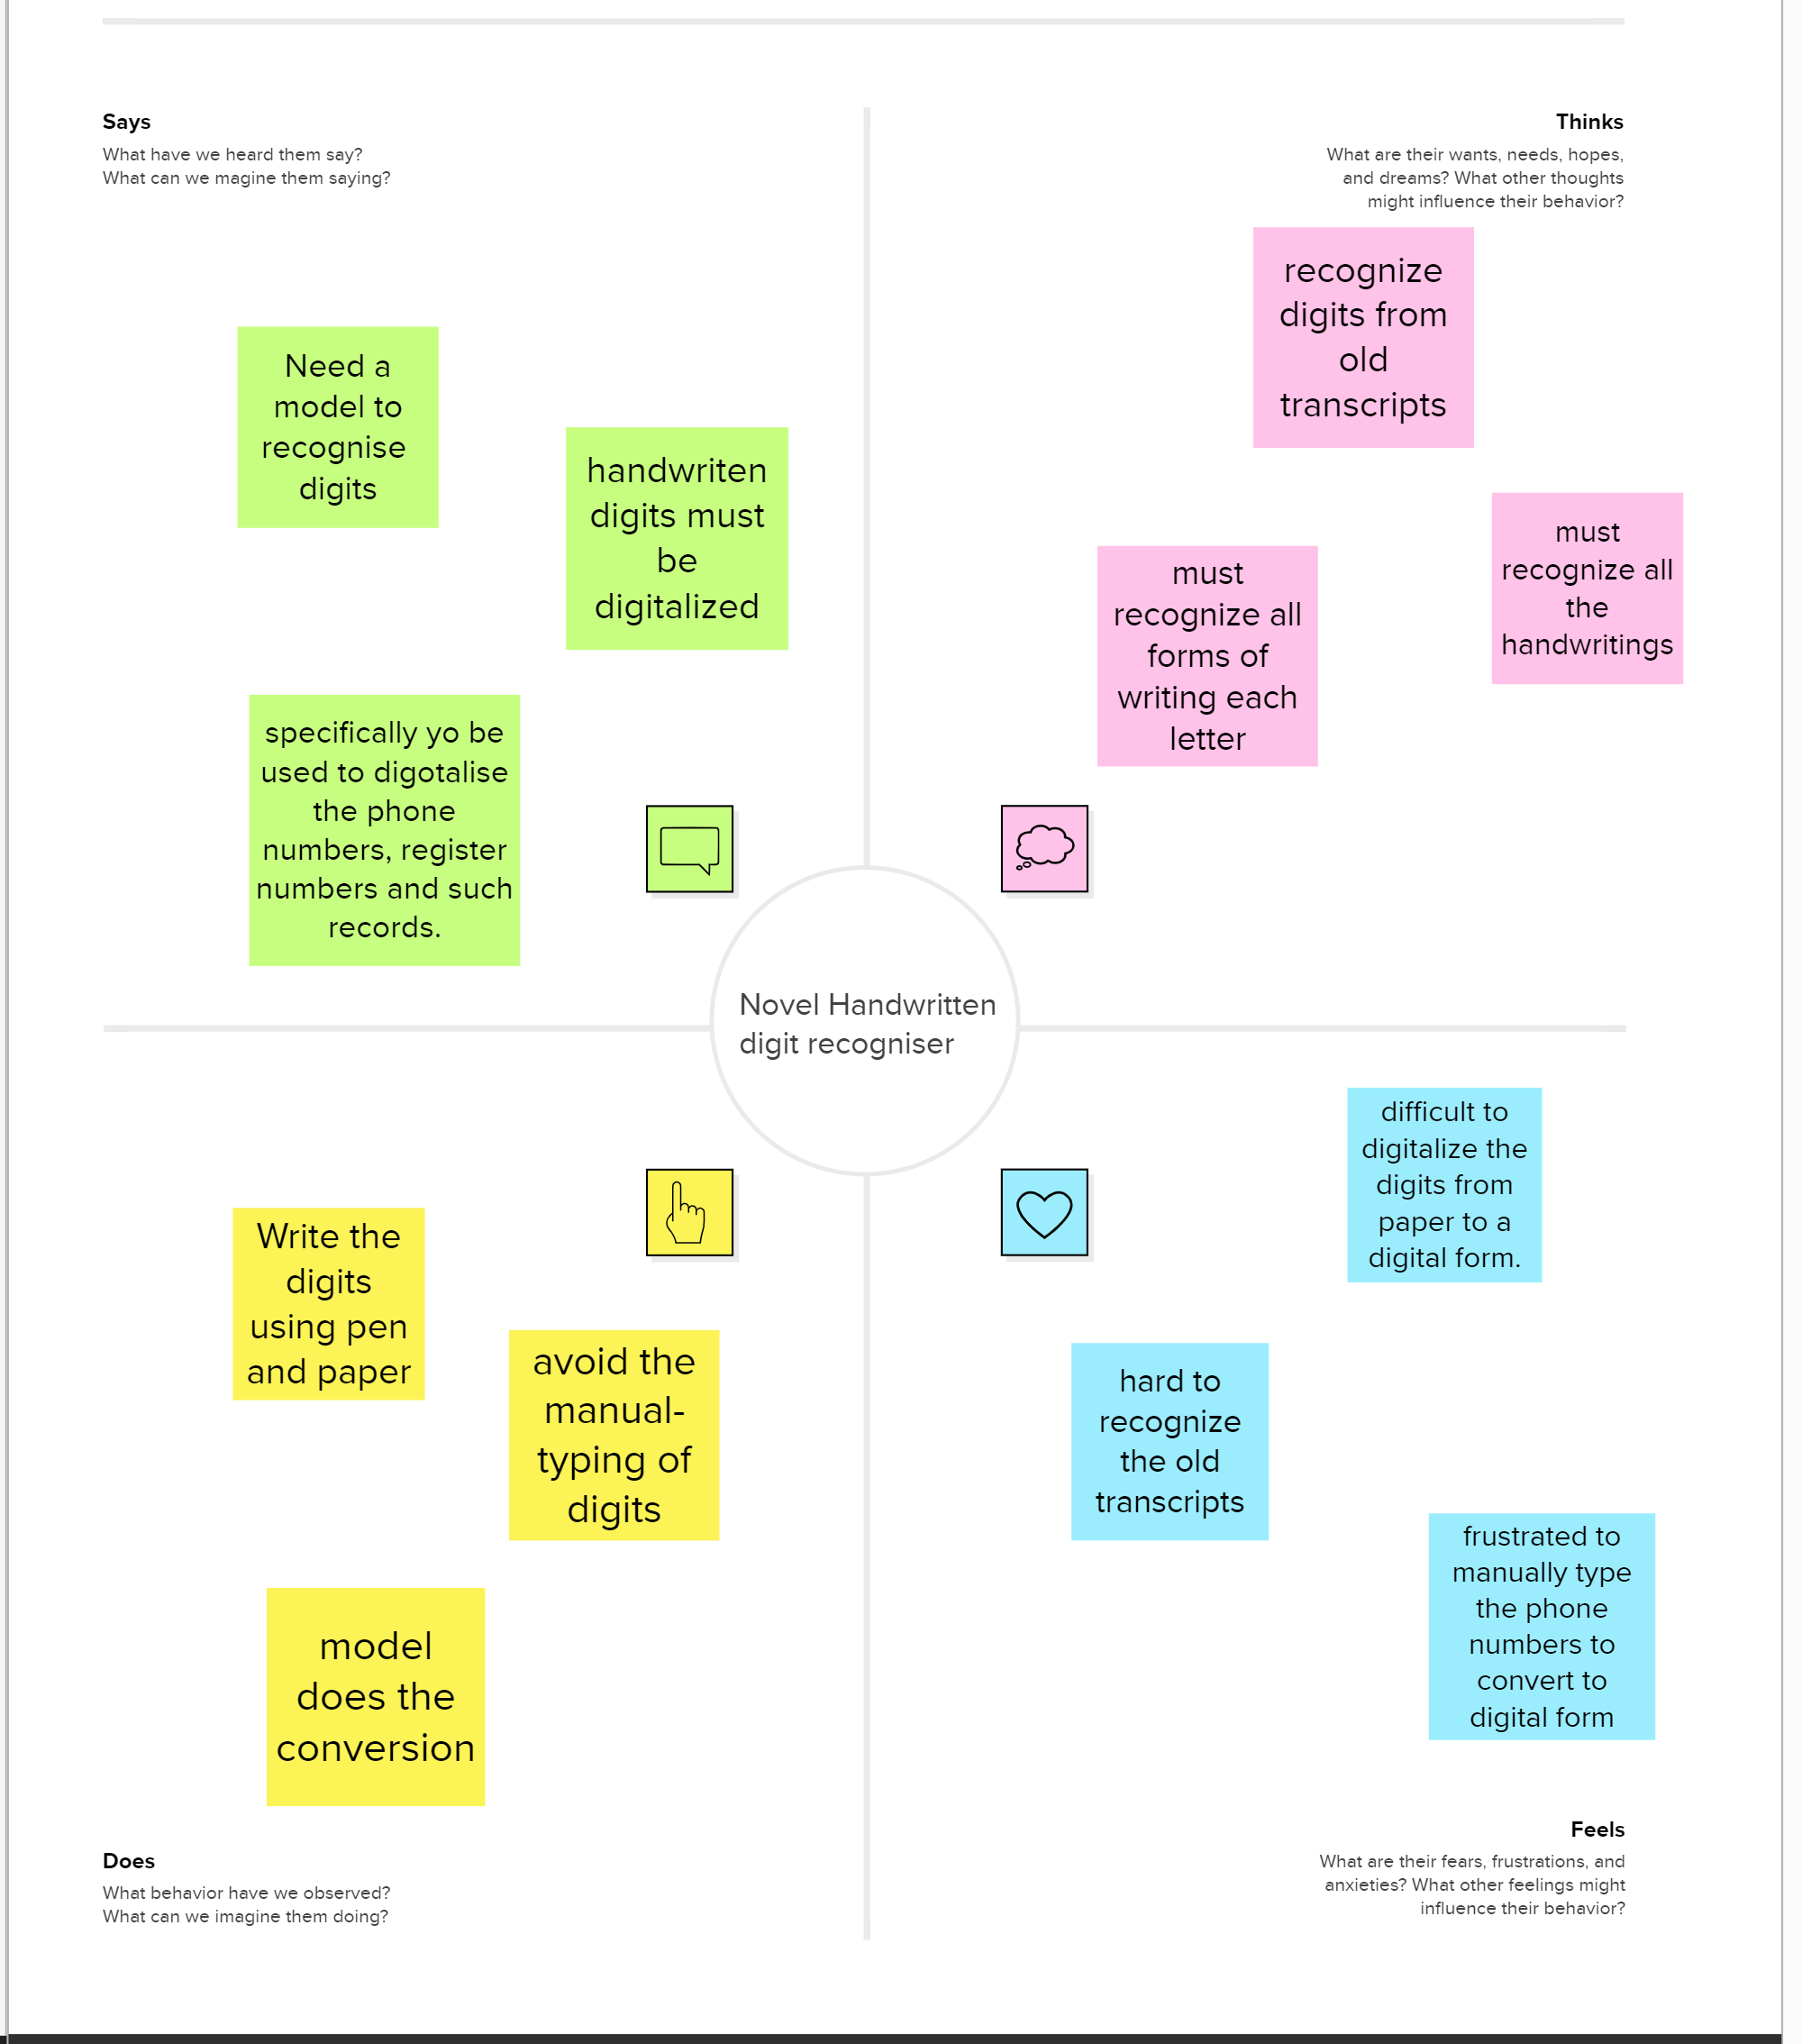 Says
What have we heard them say?
What can we magine them saying?
Thinks
What are their wants, needs, hopes,
and dreams? What other thoughts
might influence their behavior?
Need a
model to
recognise
digits
handwriten
digits must
be
digitalized
specifically yo be
used to digotalise
the phone
numbers, register
numbers and such
records.
recognize
digits from
old
transcripts
must
recognize all
forms of
writing each
letter
must
recognize all
the
handwritings
Novel Handwritten
digit recogniser
Write the
digits
using pen
and paper
avoid the
manual-
typing of
digits
model
does the
conversion
difficult to
digitalize the
digits from
paper to a
digital form.
hard to
recognize
the old
transcripts
frustrated to
manually type
the phone
numbers to
convert to
digital form
Does
What behavior have we observed?
What can we imagine them doing?
Feels
What are their fears, frustrations, and
anxieties? What other feelings might
influence their behavior?